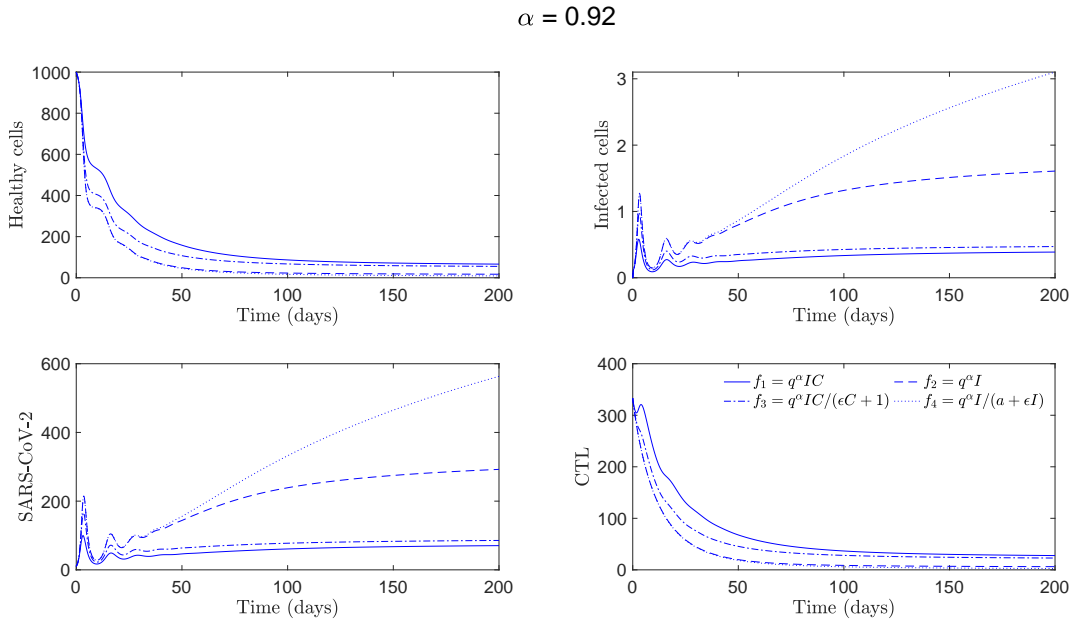 α = 0.92
1000
800
600
400
200
0
Healthy cells
0 50 100 150 200
Time (days)
3
2
1
0
Infected cells
0 50 100 150 200
Time (days)
600
400
200
0
SARS-CoV-2
0 50 100 150 200
Time (days)
400
300
200
100
0
CTL
f₁ = q^α IC f₂ = q^α I
f₃ = q^α IC/(ϵC + 1) f₄ = q^α I/(a + ϵI)
0 50 100 150 200
Time (days)